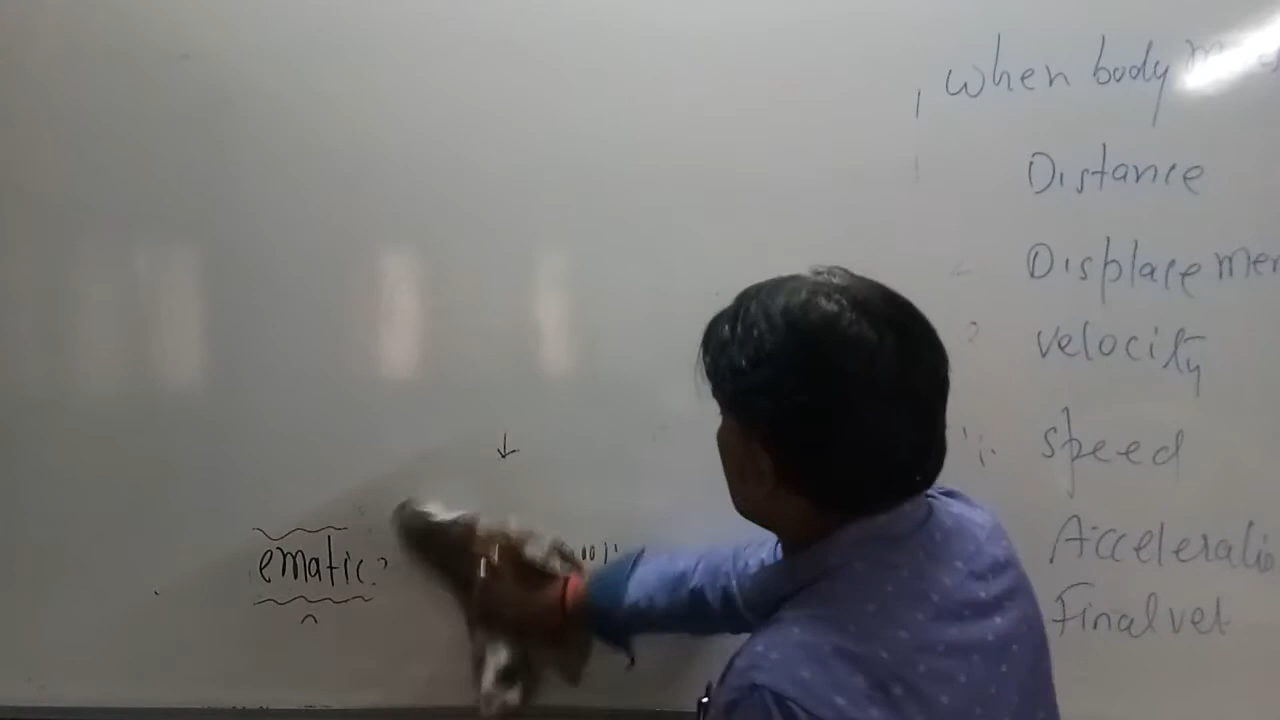 When body
Distance
Displacemen
velocity
speed
Acceleratio
Final vel
ematic